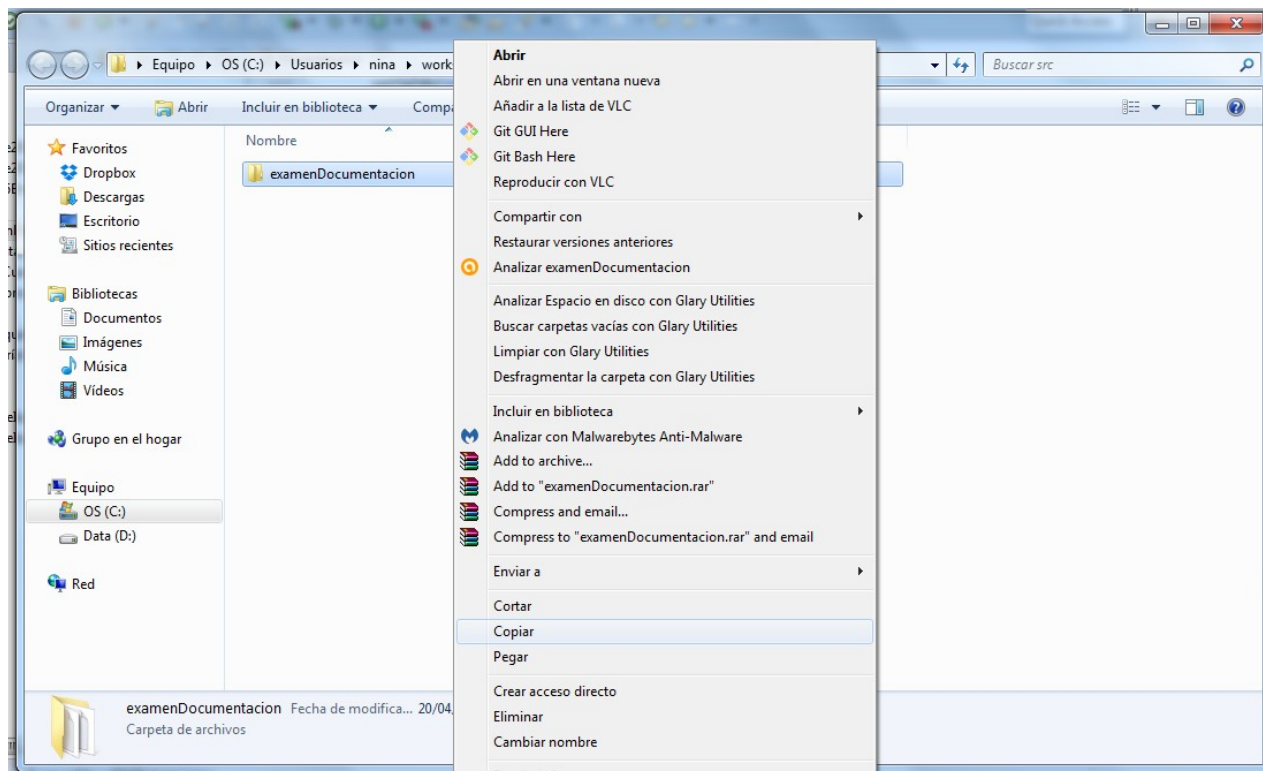 Equipo OS (C:) Usuarios nina work
Buscar src
Organizar Abrir Incluir en biblioteca Compa
Favoritos
Dropbox
Descargas
Escritorio
Sitios recientes
Bibliotecas
Documentos
Imágenes
Música
Vídeos
Grupo en el hogar
Equipo
OS (C:)
Data (D:)
Red
Nombre
examenDocumentacion
Abrir
Abrir en una ventana nueva
Añadir a la lista de VLC
Git GUI Here
Git Bash Here
Reproducir con VLC
Compartir con
Restaurar versiones anteriores
Analizar examenDocumentacion
Analizar Espacio en disco con Glary Utilities
Buscar carpetas vacías con Glary Utilities
Limpiar con Glary Utilities
Desfragmentar la carpeta con Glary Utilities
Incluir en biblioteca
Analizar con Malwarebytes Anti-Malware
Add to archive...
Add to "examenDocumentacion.rar"
Compress and email...
Compress to "examenDocumentacion.rar" and email
Enviar a
Cortar
Copiar
Pegar
Crear acceso directo
Eliminar
Cambiar nombre
examenDocumentacion Fecha de modifica... 20/04
Carpeta de archivos